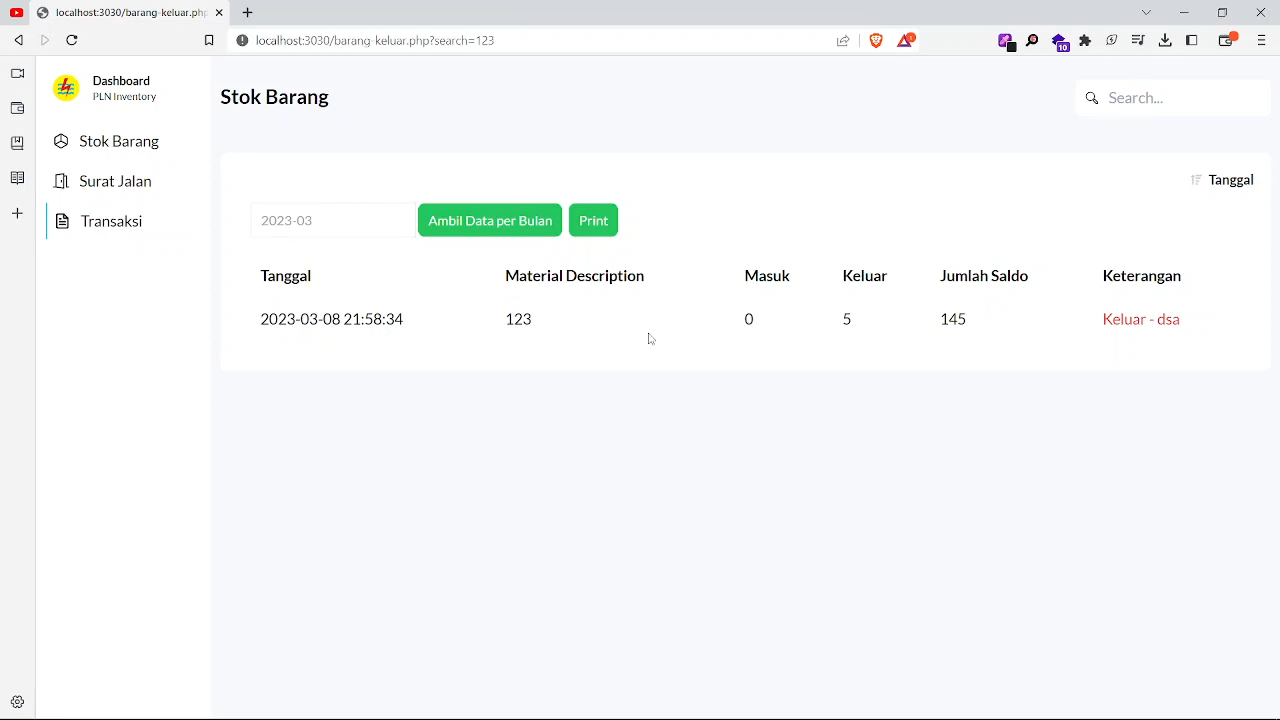 localhost:3030/barang-keluar.php
localhost:3030/barang-keluar.php?search=123
10
Dashboard
PLN Inventory
Stok Barang
Surat Jalan
Transaksi
Stok Barang
Search...
Tanggal
2023-03 Ambil Data per Bulan Print
Tanggal Material Description Masuk Keluar Jumlah Saldo Keterangan
2023-03-08 21:58:34 123 0 5 145 Keluar - dsa